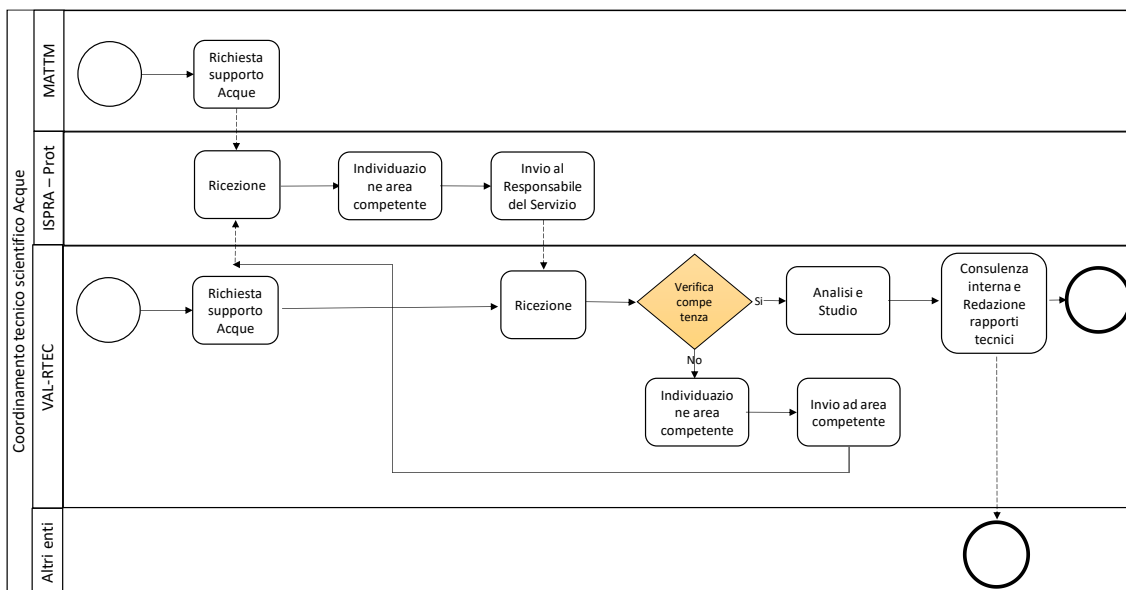 Coordinamento tecnico scientifico Acque
MATTM
Richiesta
supporto
Acque
ISPRA – Prot
Ricezione
Individuazio
ne area
competente
Invio al
Responsabile
del Servizio
VAL-RTEC
Richiesta
supporto
Acque
Ricezione
Verifica
compe
tenza
Si
Analisi e
Studio
Consulenza
interna e
Redazione
rapporti
tecnici
No
Individuazio
ne area
competente
Invio ad area
competente
Altri enti